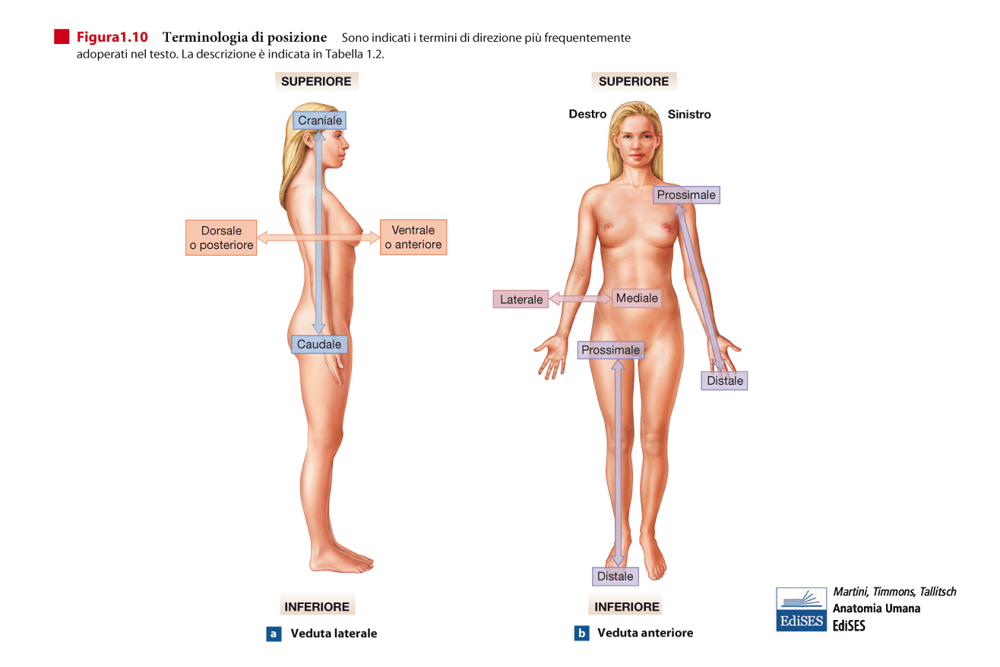 Figura1.10 Terminologia di posizione Sono indicati i termini di direzione più frequentemente
adoperati nel testo. La descrizione è indicata in Tabella 1.2.
SUPERIORE
Craniale
Dorsale
o posteriore
Ventrale
o anteriore
Caudale
INFERIORE
a Veduta laterale
SUPERIORE
Destro
Sinistro
Prossimale
Laterale
Mediale
Prossimale
Distale
Distale
INFERIORE
b Veduta anteriore
EdiSES
Martini, Timmons, Tallitsch
Anatomia Umana
EdiSES